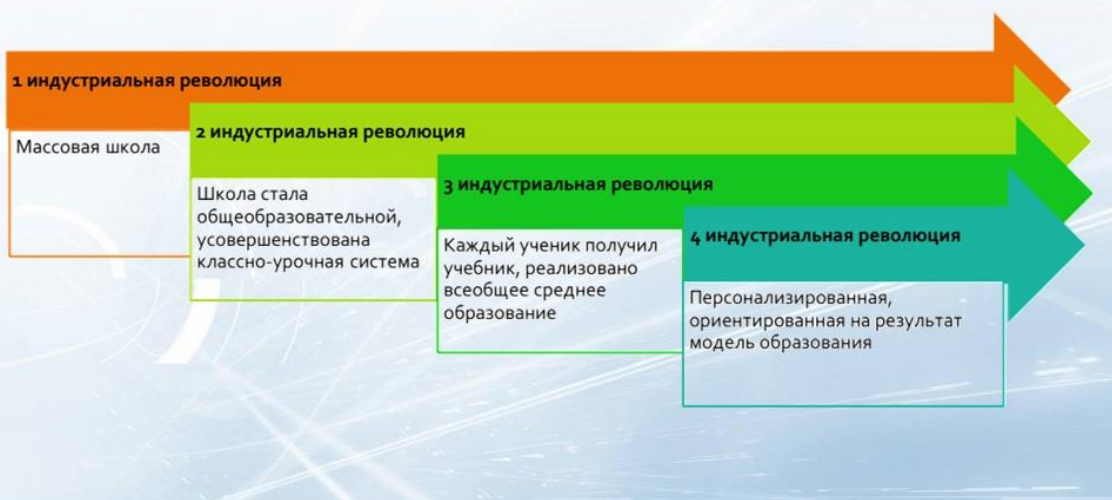 1 индустриальная революция
Массовая школа
2 индустриальная революция
Школа стала
общеобразовательной,
усовершенствована
классно-урочная система
3 индустриальная революция
Каждый ученик получил
учебник, реализовано
всеобщее среднее
образование
4 индустриальная революция
Персонализированная,
ориентированная на результат
модель образования